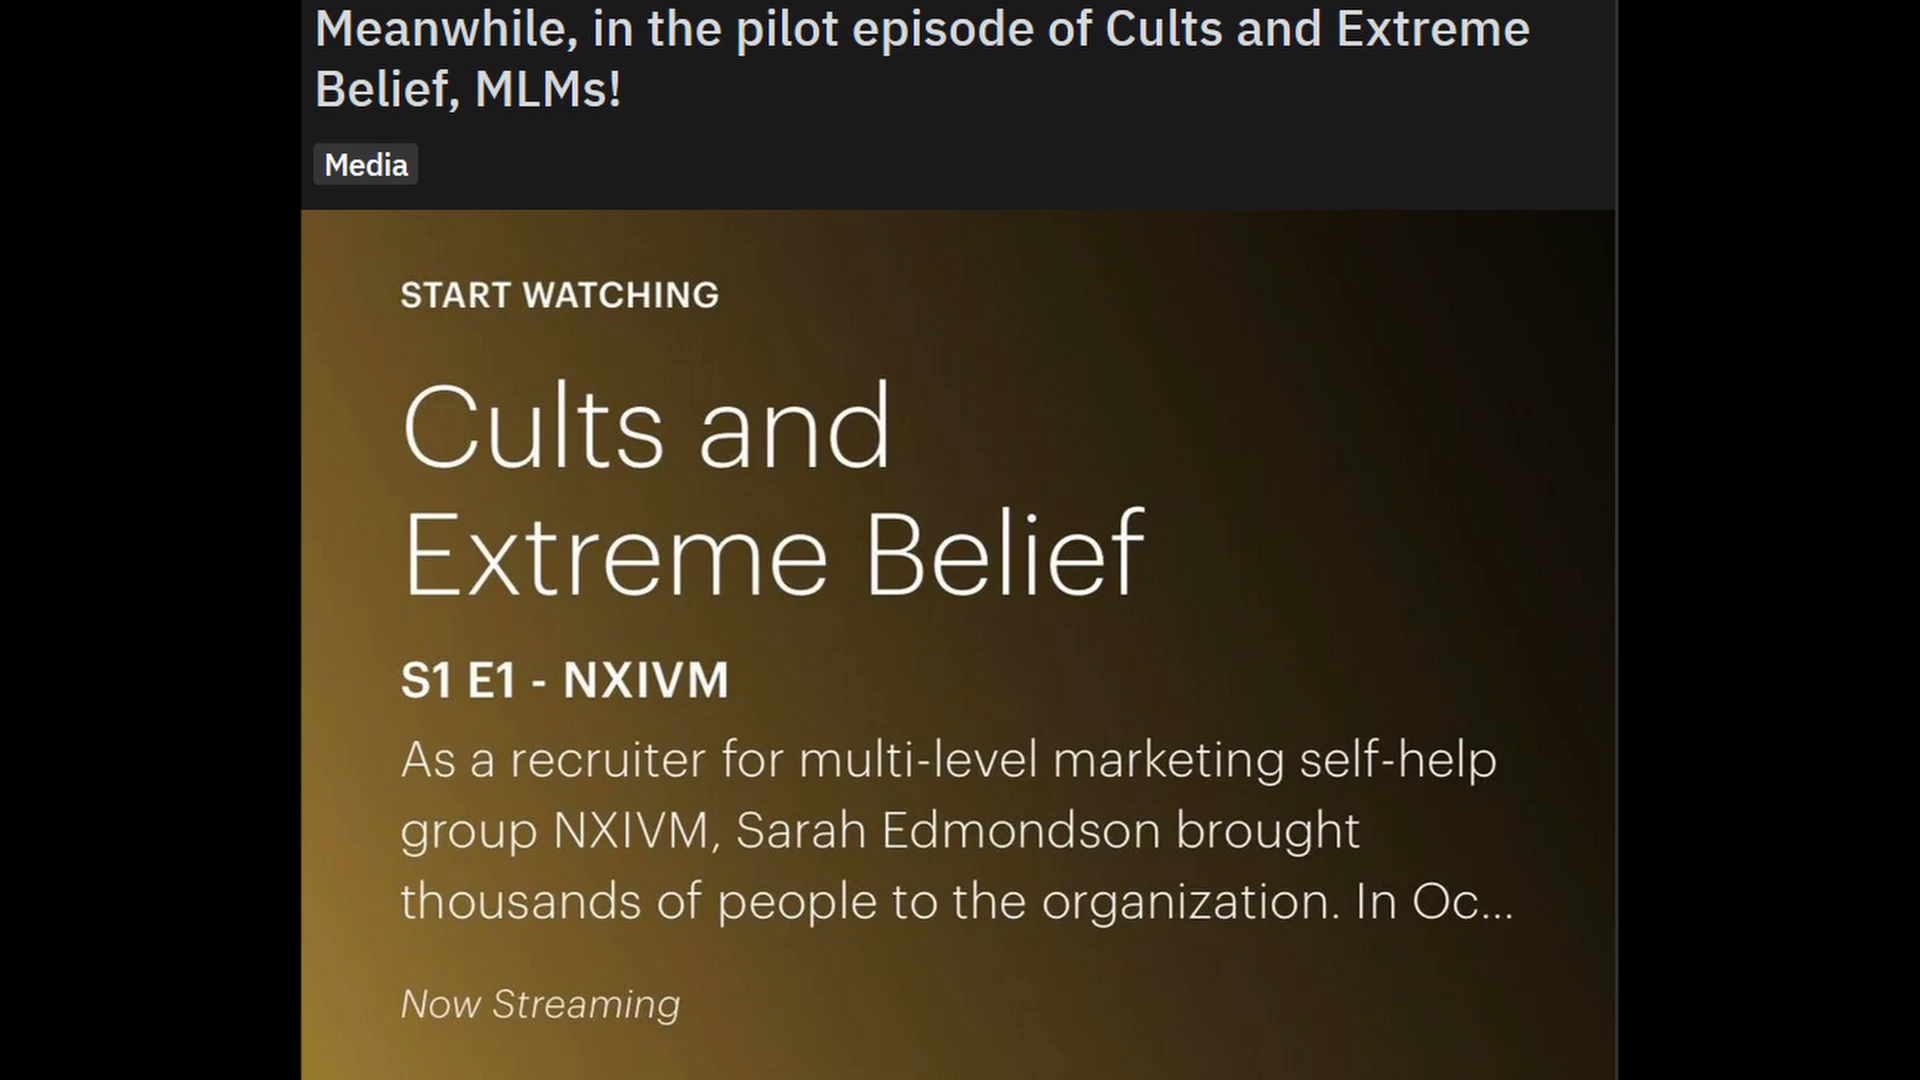 Meanwhile, in the pilot episode of Cults and Extreme
Belief, MLMs!
Media
START WATCHING
Cults and
Extreme Belief
S1 E1 - NXIVM
As a recruiter for multi-level marketing self-help
group NXIVM, Sarah Edmondson brought
thousands of people to the organization. In Oc...
Now Streaming